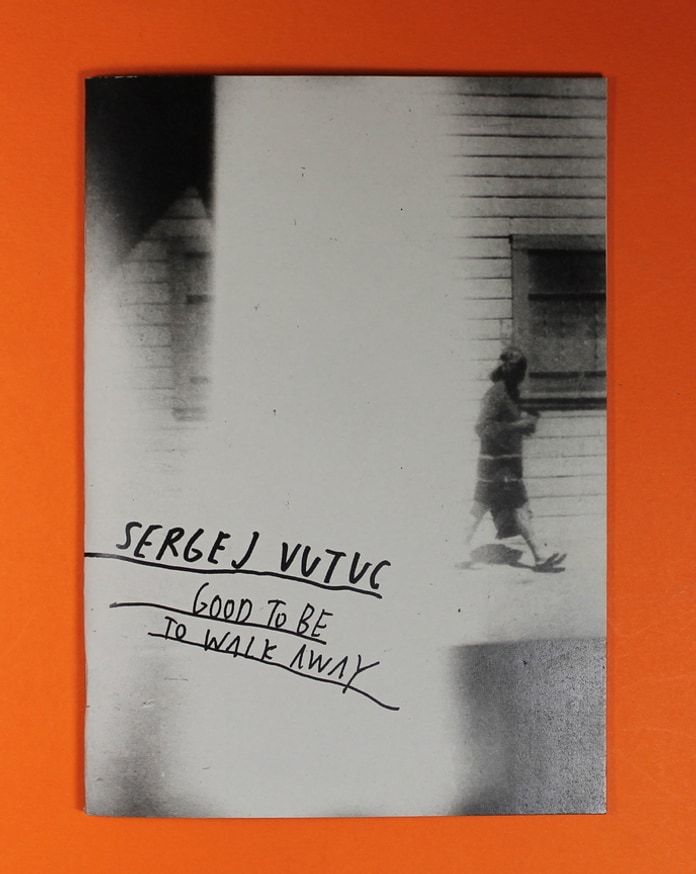 SERGEJ VUTUC
GOOD TO BE
TO WALK AWAY